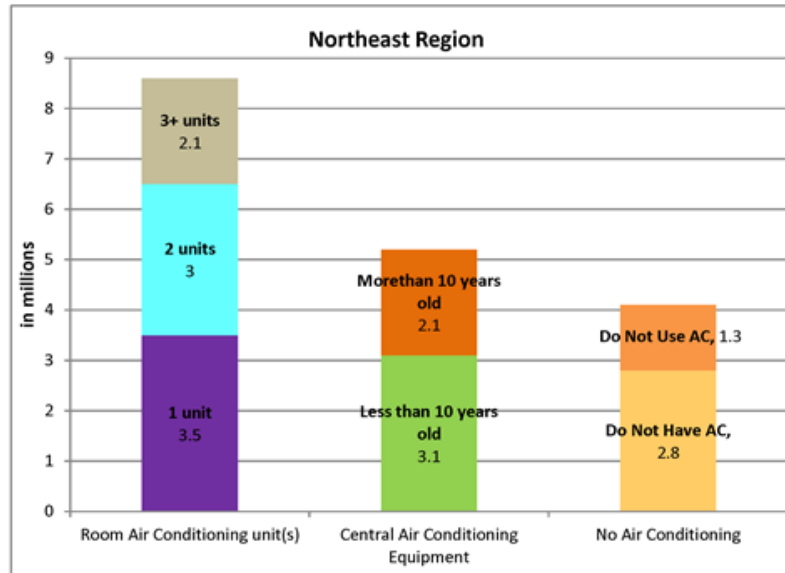 Northeast Region
in millions
9
8
7
6
5
4
3
2
1
0
3+ units
2.1
2 units
3
1 unit
3.5
Morethan 10 years
old
2.1
Less than 10 years
old
3.1
Do Not Use AC, 1.3
Do Not Have AC,
2.8
Room Air Conditioning unit(s)
Central Air Conditioning
Equipment
No Air Conditioning